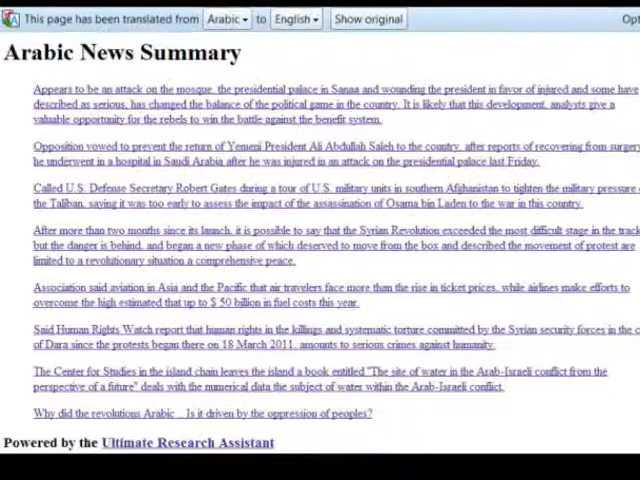 This page has been translated from Arabic to English Show original Opt
Arabic News Summary
Appears to be an attack on the mosque, the presidential palace in Sanaa and wounding the president in favor of injured and some have
described as serious, has changed the balance of the political game in the country. It is likely that this development, analysts give a
valuable opportunity for the rebels to win the battle against the benefit system.
Opposition vowed to prevent the return of Yemeni President Ali Abdullah Saleh to the country, after reports of recovering from surgery
he underwent in a hospital in Saudi Arabia after he was injured in an attack on the presidential palace last Friday.
Called U.S. Defense Secretary Robert Gates during a tour of U.S. military units in southern Afghanistan to tighten the military pressure o
the Taliban, saying it was too early to assess the impact of the assassination of Osama bin Laden to the war in this country.
After more than two months since its launch, it is possible to say that the Syrian Revolution exceeded the most difficult stage in the track
but the danger is behind, and began a new phase of which deserved to move from the box and described the movement of protest are
limited to a revolutionary situation a comprehensive peace.
Association said aviation in Asia and the Pacific that air travelers face more than the rise in ticket prices, while airlines make efforts to
overcome the high estimated that up to $ 50 billion in fuel costs this year.
Said Human Rights Watch report that human rights in the killings and systematic torture committed by the Syrian security forces in the c
of Dara since the protests began there on 18 March 2011, amounts to serious crimes against humanity.
The Center for Studies in the island chain leaves the island a book entitled "The site of water in the Arab-Israeli conflict from the
perspective of a future" deals with the numerical data the subject of water within the Arab-Israeli conflict.
Why did the revolutions Arabic .. Is it driven by the oppression of peoples?
Powered by the Ultimate Research Assistant